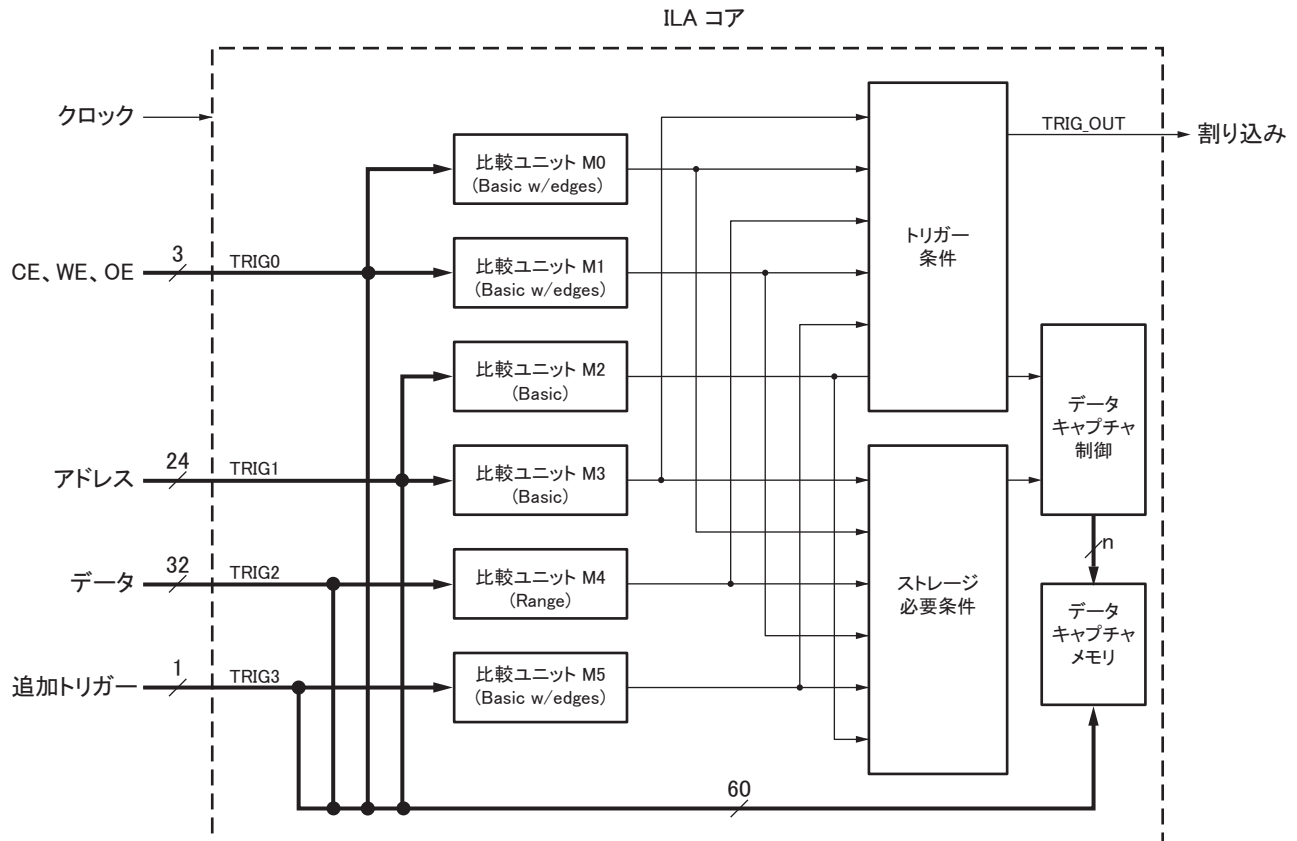 ILA コア
クロック
TRIG_OUT
割り込み
比較ユニット M0
(Basic w/edges)
トリガー
条件
CE、WE、OE
3
TRIG0
比較ユニット M1
(Basic w/edges)
比較ユニット M2
(Basic)
データ
キャプチャ
制御
アドレス
24
TRIG1
比較ユニット M3
(Basic)
n
データ
32
TRIG2
比較ユニット M4
(Range)
ストレージ
必要条件
データ
キャプチャ
メモリ
追加トリガー
1
TRIG3
比較ユニット M5
(Basic w/edges)
60